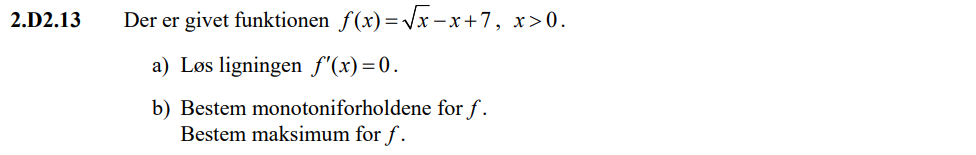 2.D2.13 Der er givet funktionen f(x)=√x−x+7, x>0.
a) Løs ligningen f'(x)=0.
b) Bestem monotoniforholdene for f.
Bestem maksimum for f.